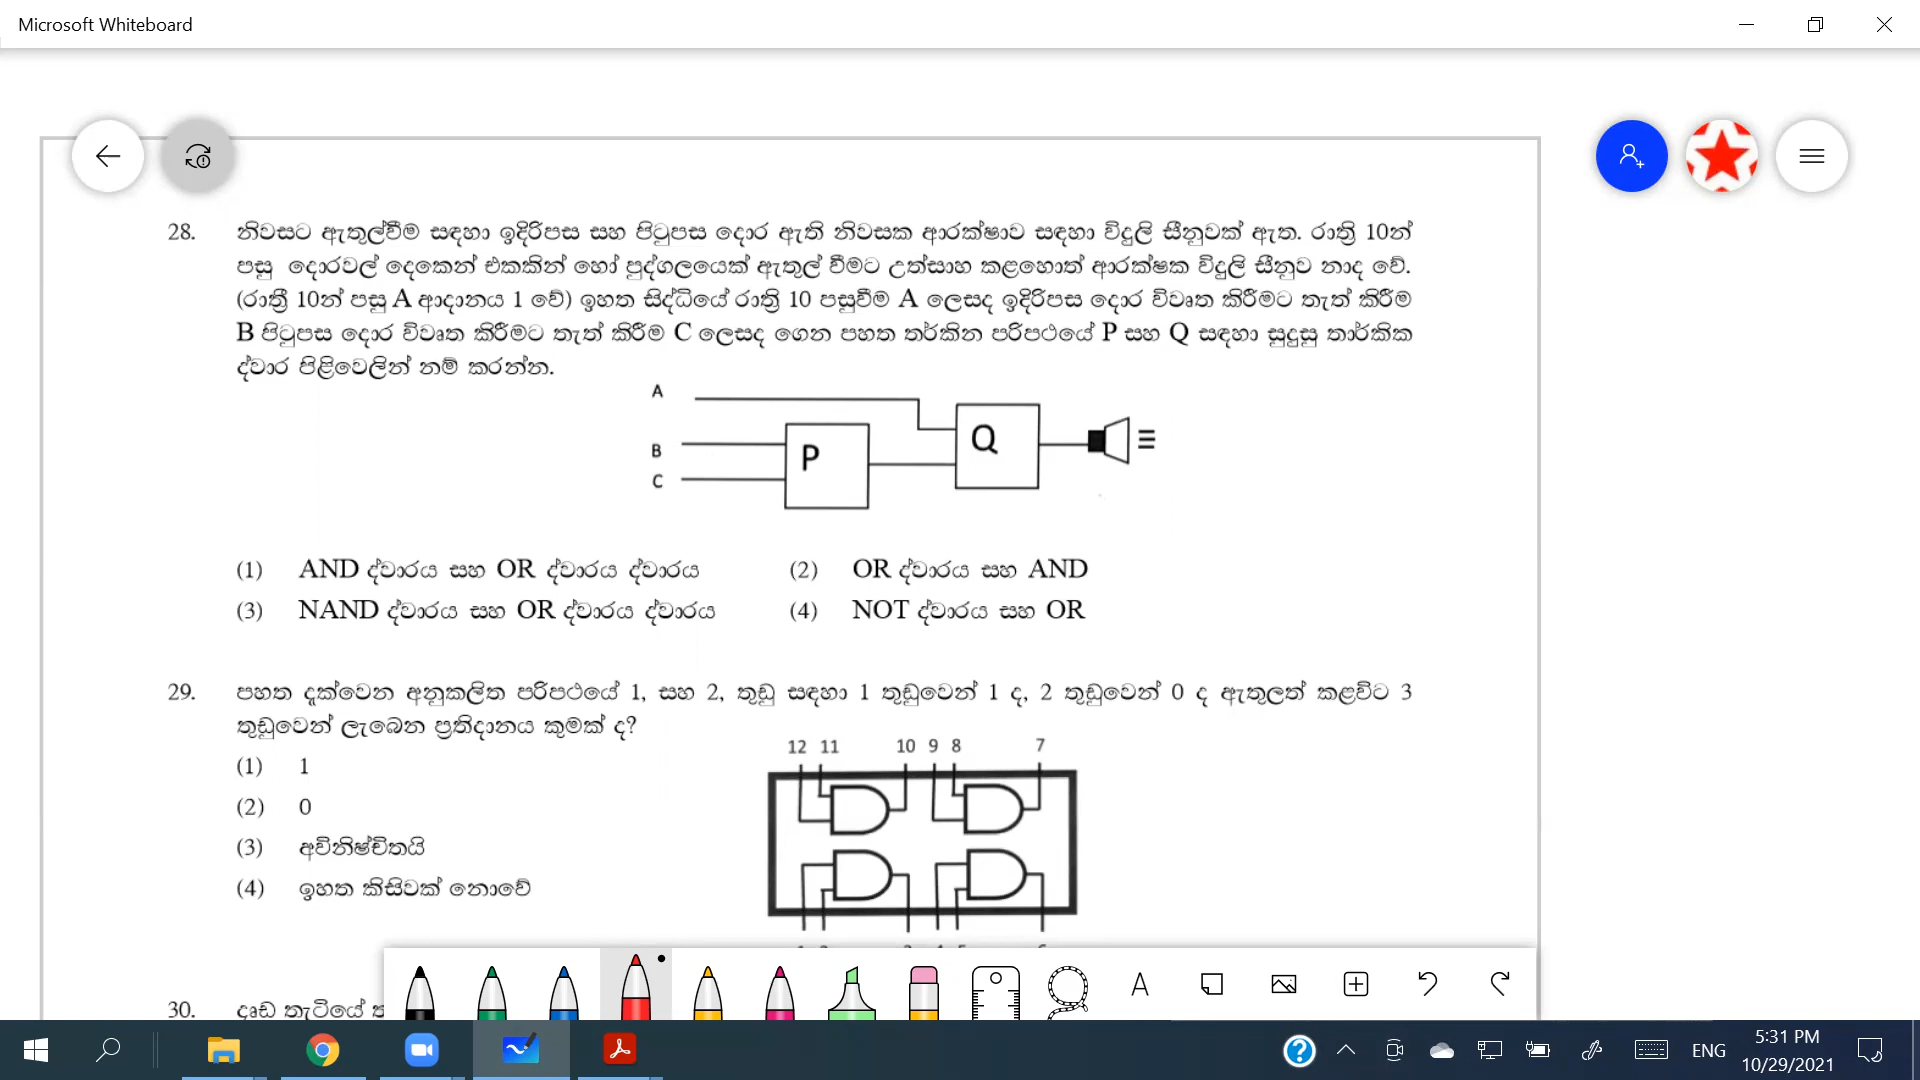 Microsoft Whiteboard
28. නිවසට ඇතුල්වීම සඳහා ඉදිරිපස සහ පිටුපස දොර ඇති නිවසක ආරක්ෂාව සඳහා විදුලි සීනුවක් ඇත. රාත්‍රි 10න්
පසු දොරවල් දෙකෙන් එකකින් හෝ පුද්ගලයෙක් ඇතුල් වීමට උත්සාහ කළහොත් ආරක්ෂක විදුලි සීනුව නාද වේ.
(රාත්‍රී 10න් පසු A ආදානය 1 වේ) ඉහත සිද්ධියේ රාත්‍රි 10 පසුවීම A ලෙසද ඉදිරිපස දොර විවෘත කිරීමට තැත් කිරීම
B පිටුපස දොර විවෘත කිරීමට තැත් කිරීම C ලෙසද ගෙන පහත තර්කින පරිපථයේ P සහ Q සඳහා සුදුසු තාර්කික
ද්වාර පිළිවෙලින් නම් කරන්න.
A
B
C
P
Q
(1) AND ද්වාරය සහ OR ද්වාරය ද්වාරය (2) OR ද්වාරය සහ AND
(3) NAND ද්වාරය සහ OR ද්වාරය ද්වාරය (4) NOT ද්වාරය සහ OR
29. පහත දැක්වෙන අනුකලිත පරිපථයේ 1, සහ 2, තුඩු සඳහා 1 තුඩුවෙන් 1 ද, 2 තුඩුවෙන් 0 ද ඇතුලත් කළවිට 3
තුඩුවෙන් ලැබෙන ප්‍රතිදානය කුමක් ද?
12 11 10 9 8 7
(1) 1
(2) 0
(3) අවිනිෂ්චිතයි
(4) ඉහත කිසිවක් නොවේ
30. දෘඩ තැටියේ
ENG
5:31 PM
10/29/2021